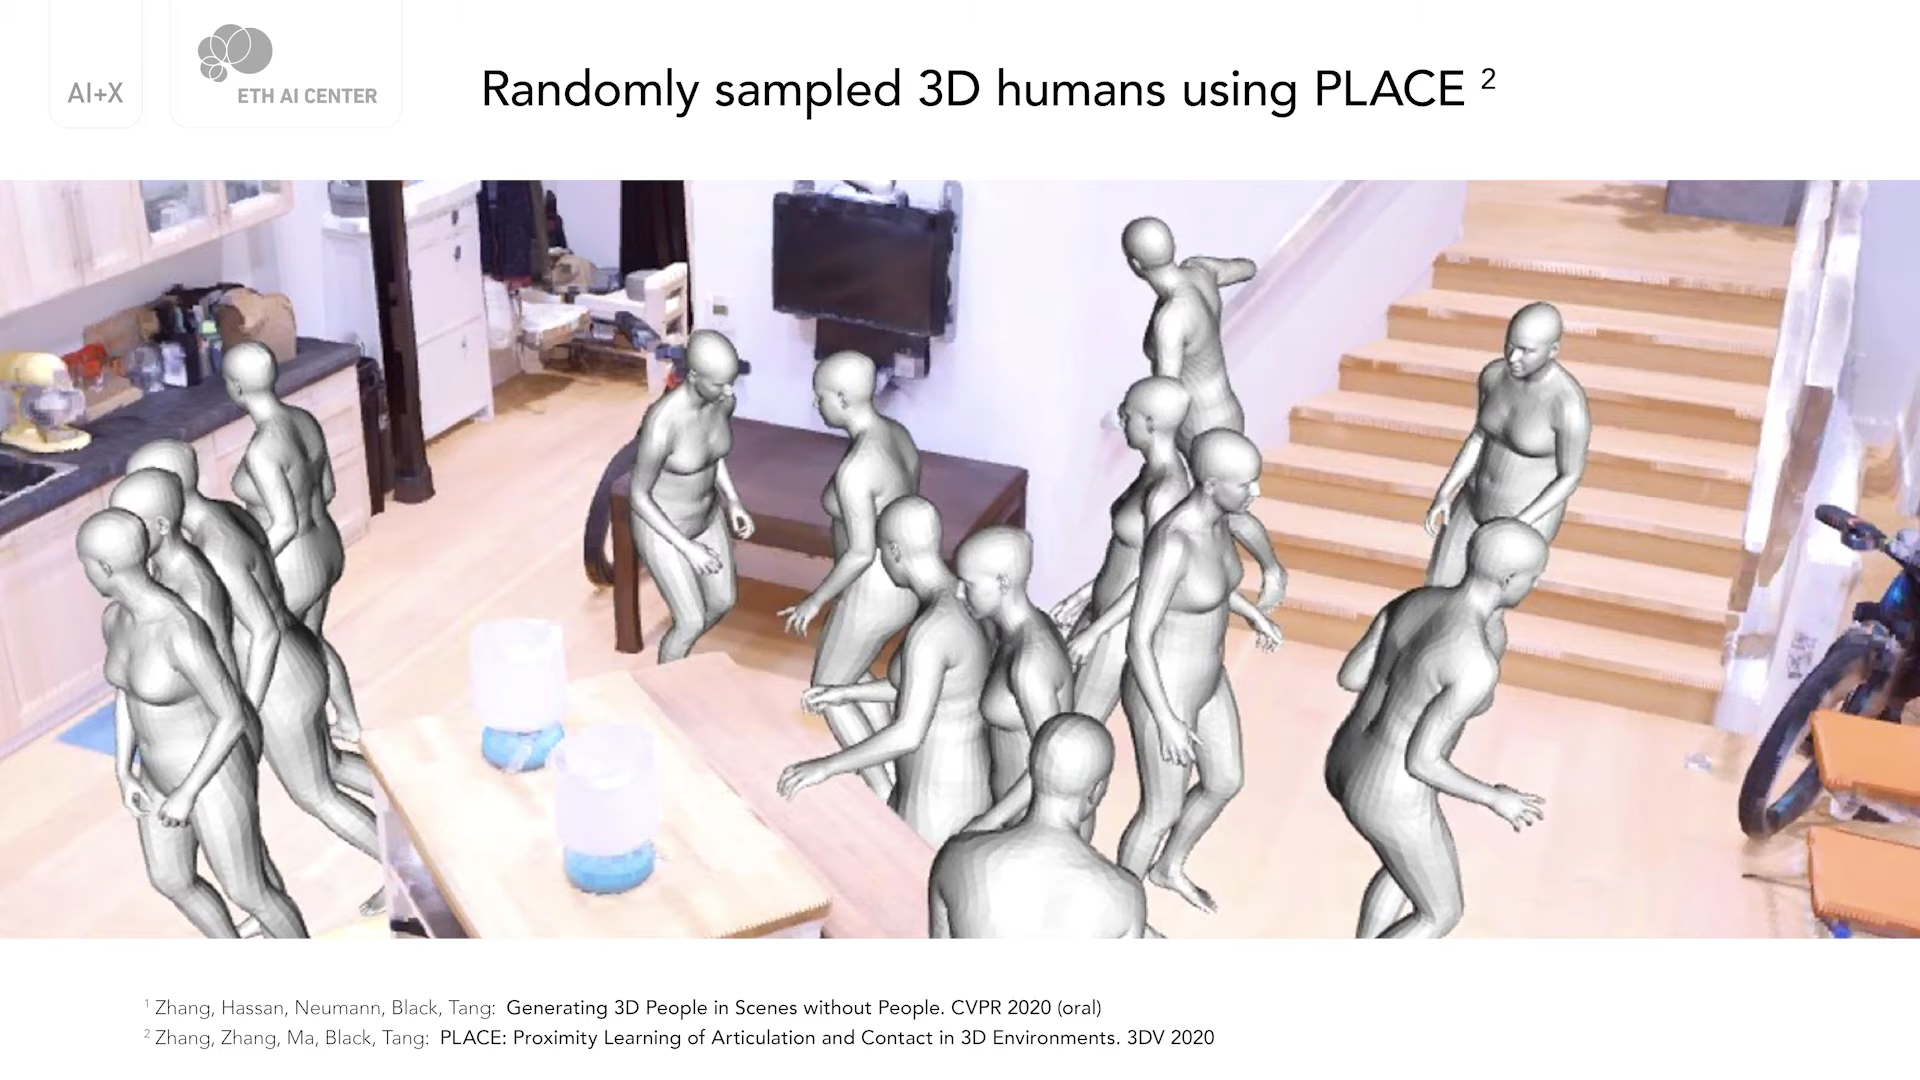 AI+X
ETH AI CENTER
Randomly sampled 3D humans using PLACE ²
¹ Zhang, Hassan, Neumann, Black, Tang: Generating 3D People in Scenes without People. CVPR 2020 (oral)
² Zhang, Zhang, Ma, Black, Tang: PLACE: Proximity Learning of Articulation and Contact in 3D Environments. 3DV 2020